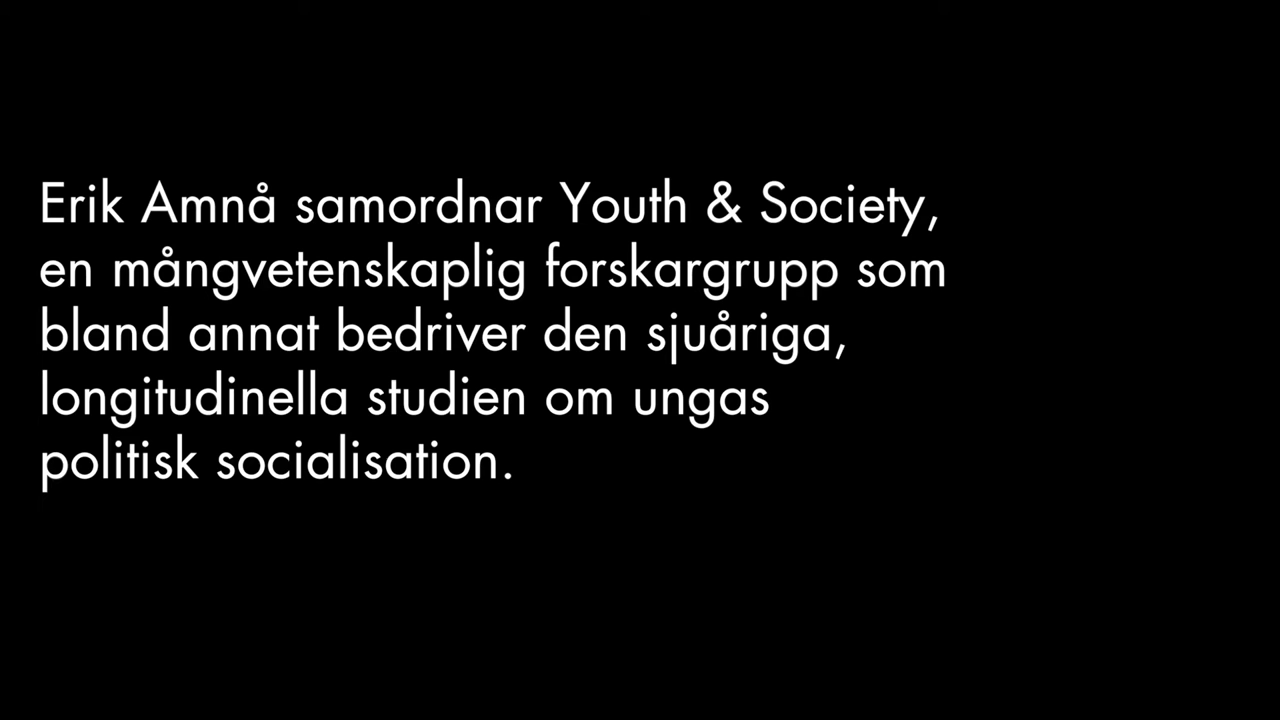 Erik Amnå samordnar Youth & Society,
en mångvetenskaplig forskargrupp som
bland annat bedriver den sjuåriga,
longitudinella studien om ungas
politisk socialisation.